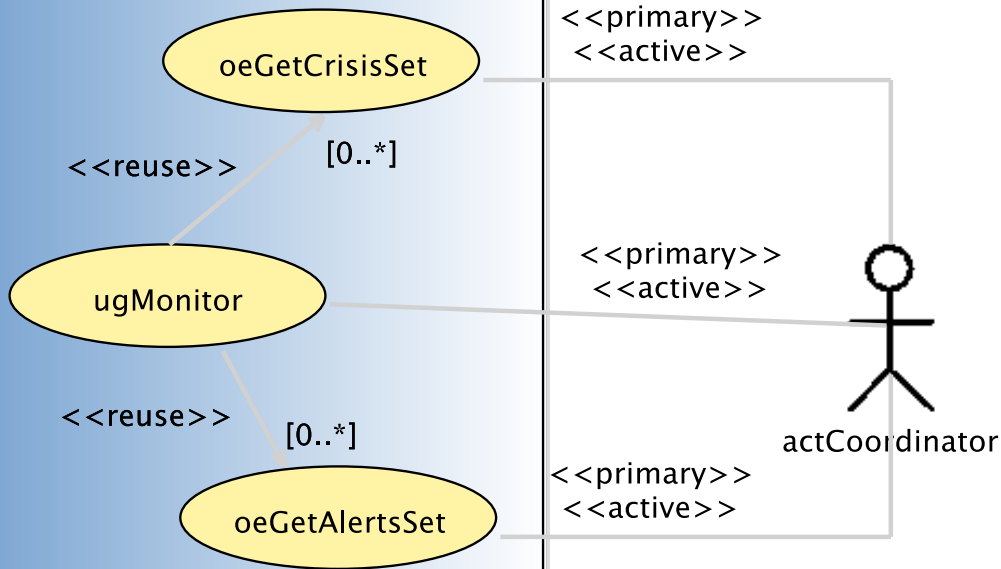 <<primary>>
<<active>>
oeGetCrisisSet
[0..*]
<<reuse>>
<<primary>>
<<active>>
ugMonitor
<<reuse>>
[0..*]
actCoordinator
<<primary>>
<<active>>
oeGetAlertsSet